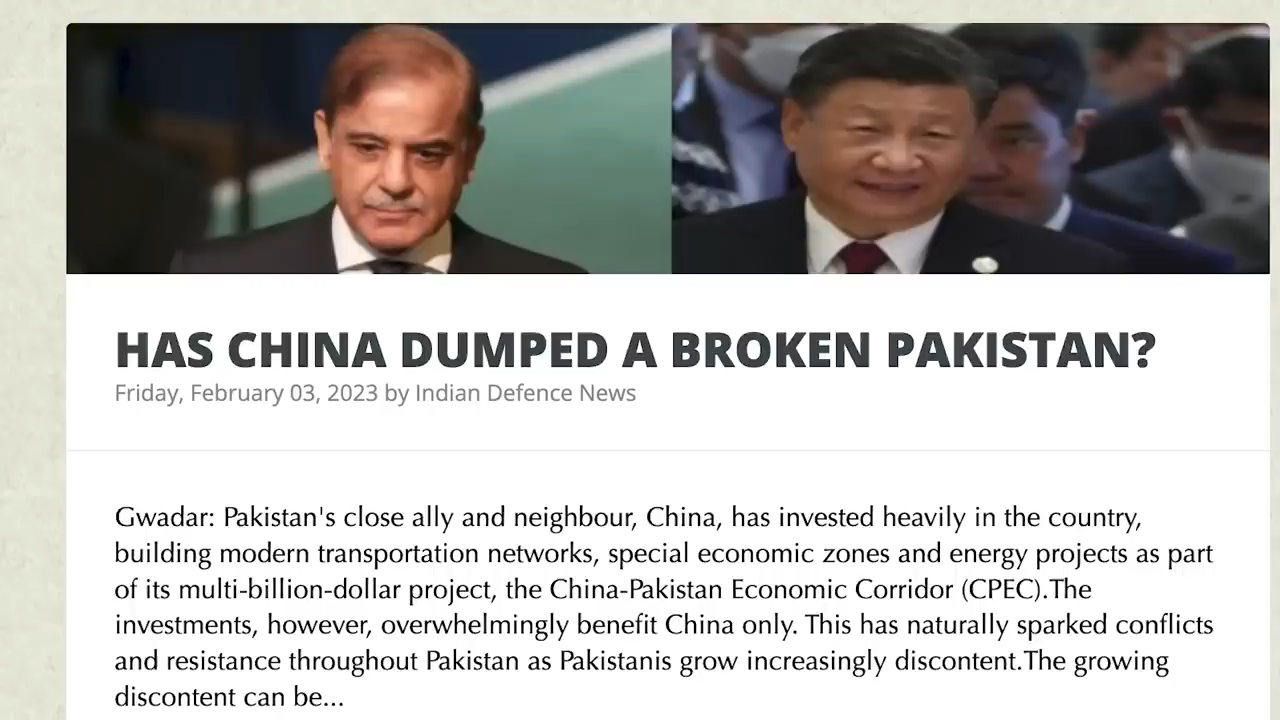 HAS CHINA DUMPED A BROKEN PAKISTAN?
Friday, February 03, 2023 by Indian Defence News
Gwadar: Pakistan's close ally and neighbour, China, has invested heavily in the country,
building modern transportation networks, special economic zones and energy projects as part
of its multi-billion-dollar project, the China-Pakistan Economic Corridor (CPEC).The
investments, however, overwhelmingly benefit China only. This has naturally sparked conflicts
and resistance throughout Pakistan as Pakistanis grow increasingly discontent.The growing
discontent can be...